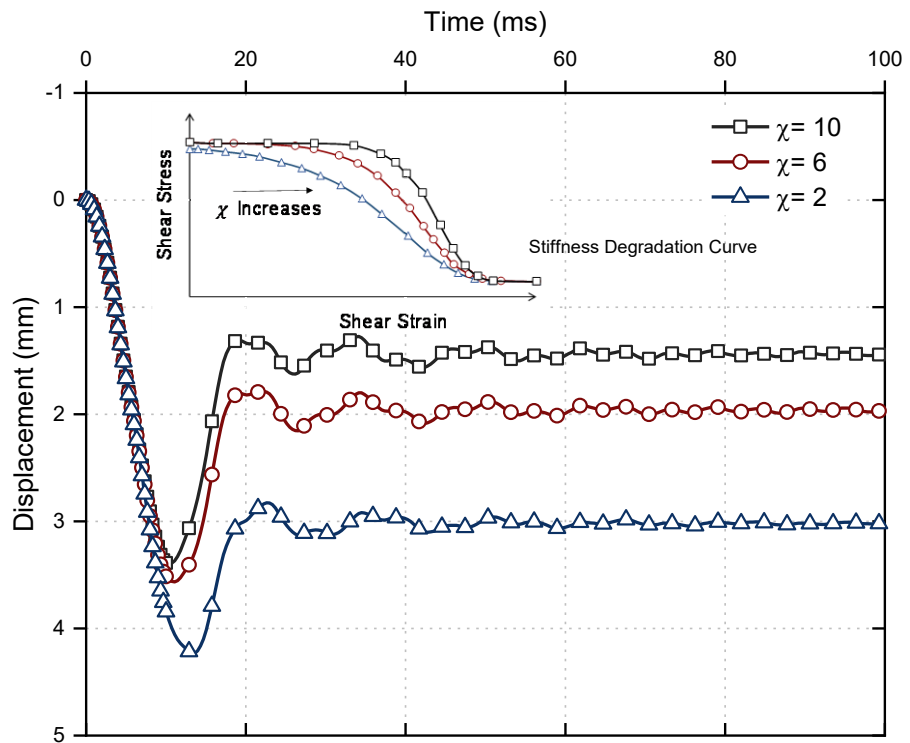 Time (ms)
0 20 40 60 80 100
-1
0
1
2
3
4
5
Displacement (mm)
χ= 10
χ= 6
χ= 2
Shear Stress
χ Increases
Stiffness Degradation Curve
Shear Strain